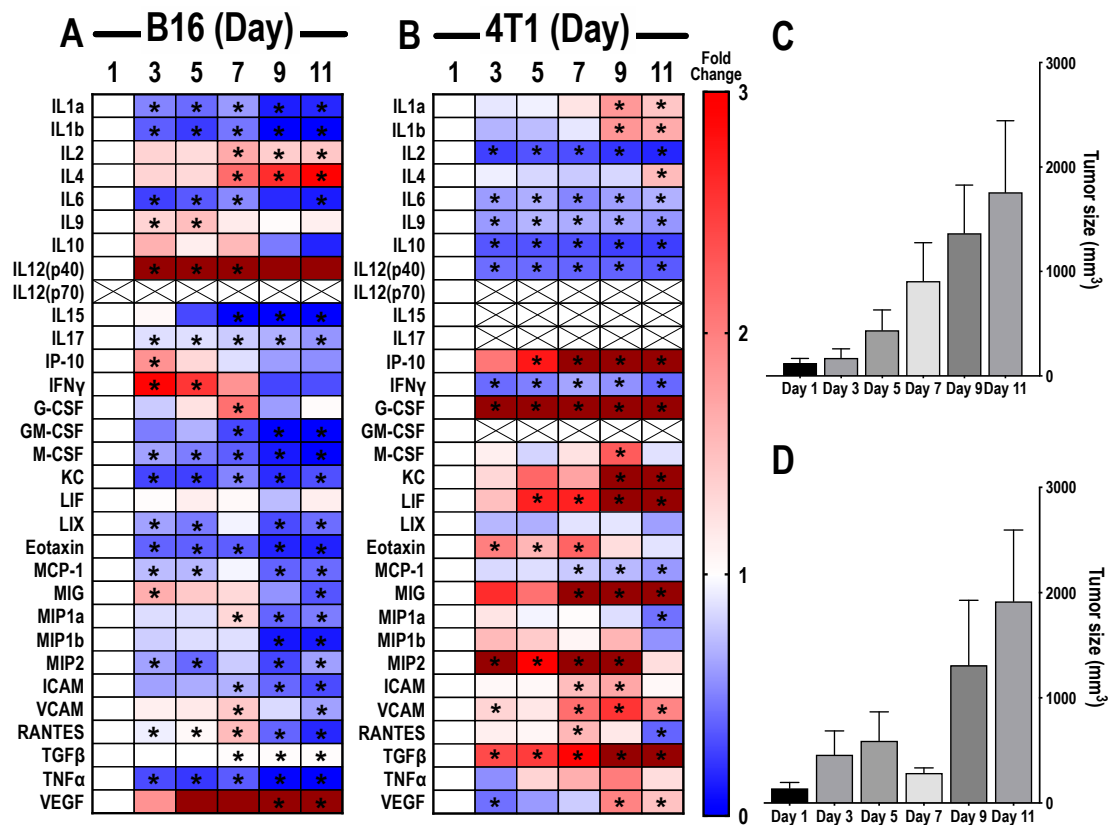 A
B16 (Day)
1 3 5 7 9 11
IL1a
IL1b
IL2
IL4
IL6
IL9
IL10
IL12(p40)
IL12(p70)
IL15
IL17
IP-10
IFNγ
G-CSF
GM-CSF
M-CSF
KC
LIF
LIX
Eotaxin
MCP-1
MIG
MIP1a
MIP1b
MIP2
ICAM
VCAM
RANTES
TGFβ
TNFα
VEGF
B
4T1 (Day)
1 3 5 7 9 11
IL1a
IL1b
IL2
IL4
IL6
IL9
IL10
IL12(p40)
IL12(p70)
IL15
IL17
IP-10
IFNγ
G-CSF
GM-CSF
M-CSF
KC
LIF
LIX
Eotaxin
MCP-1
MIG
MIP1a
MIP1b
MIP2
ICAM
VCAM
RANTES
TGFβ
TNFα
VEGF
Fold
Change
3
2
1
0
C
3000
2000
1000
0
Tumor size (mm³)
Day 1 Day 3 Day 5 Day 7 Day 9 Day 11
D
3000
2000
1000
0
Tumor size (mm³)
Day 1 Day 3 Day 5 Day 7 Day 9 Day 11